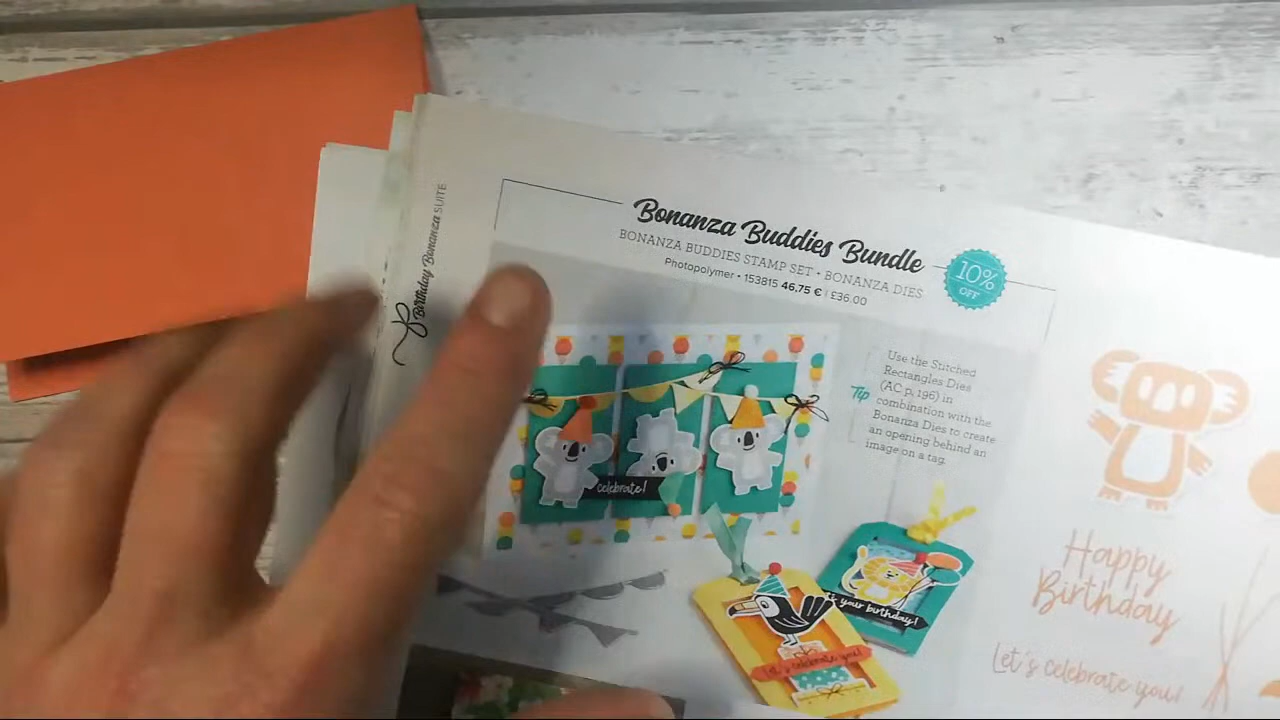 Birthday Bonanza SUITE
Bonanza Buddies Bundle
BONANZA BUDDIES STAMP SET • BONANZA DIES
Photopolymer • 153815 46,75 € | £36.00
10%
OFF
Tip
Use the Stitched
Rectangles Dies
(AC p. 196) in
combination with the
Bonanza Dies to create
an opening behind an
image on a tag.
celebrate!
it's your birthday!
Let's celebrate you!
Happy
Birthday
Let's celebrate you!